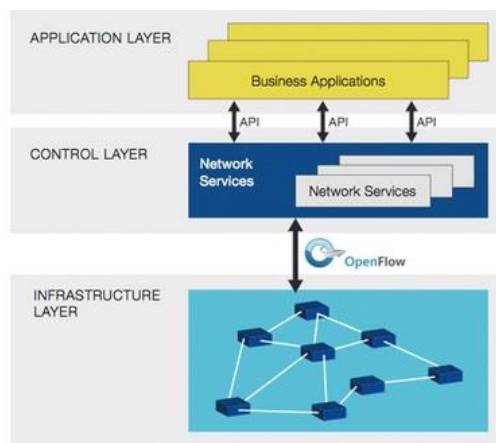 APPLICATION LAYER
Business Applications
API
API
API
CONTROL LAYER
Network
Services
Network Services
OpenFlow
INFRASTRUCTURE
LAYER